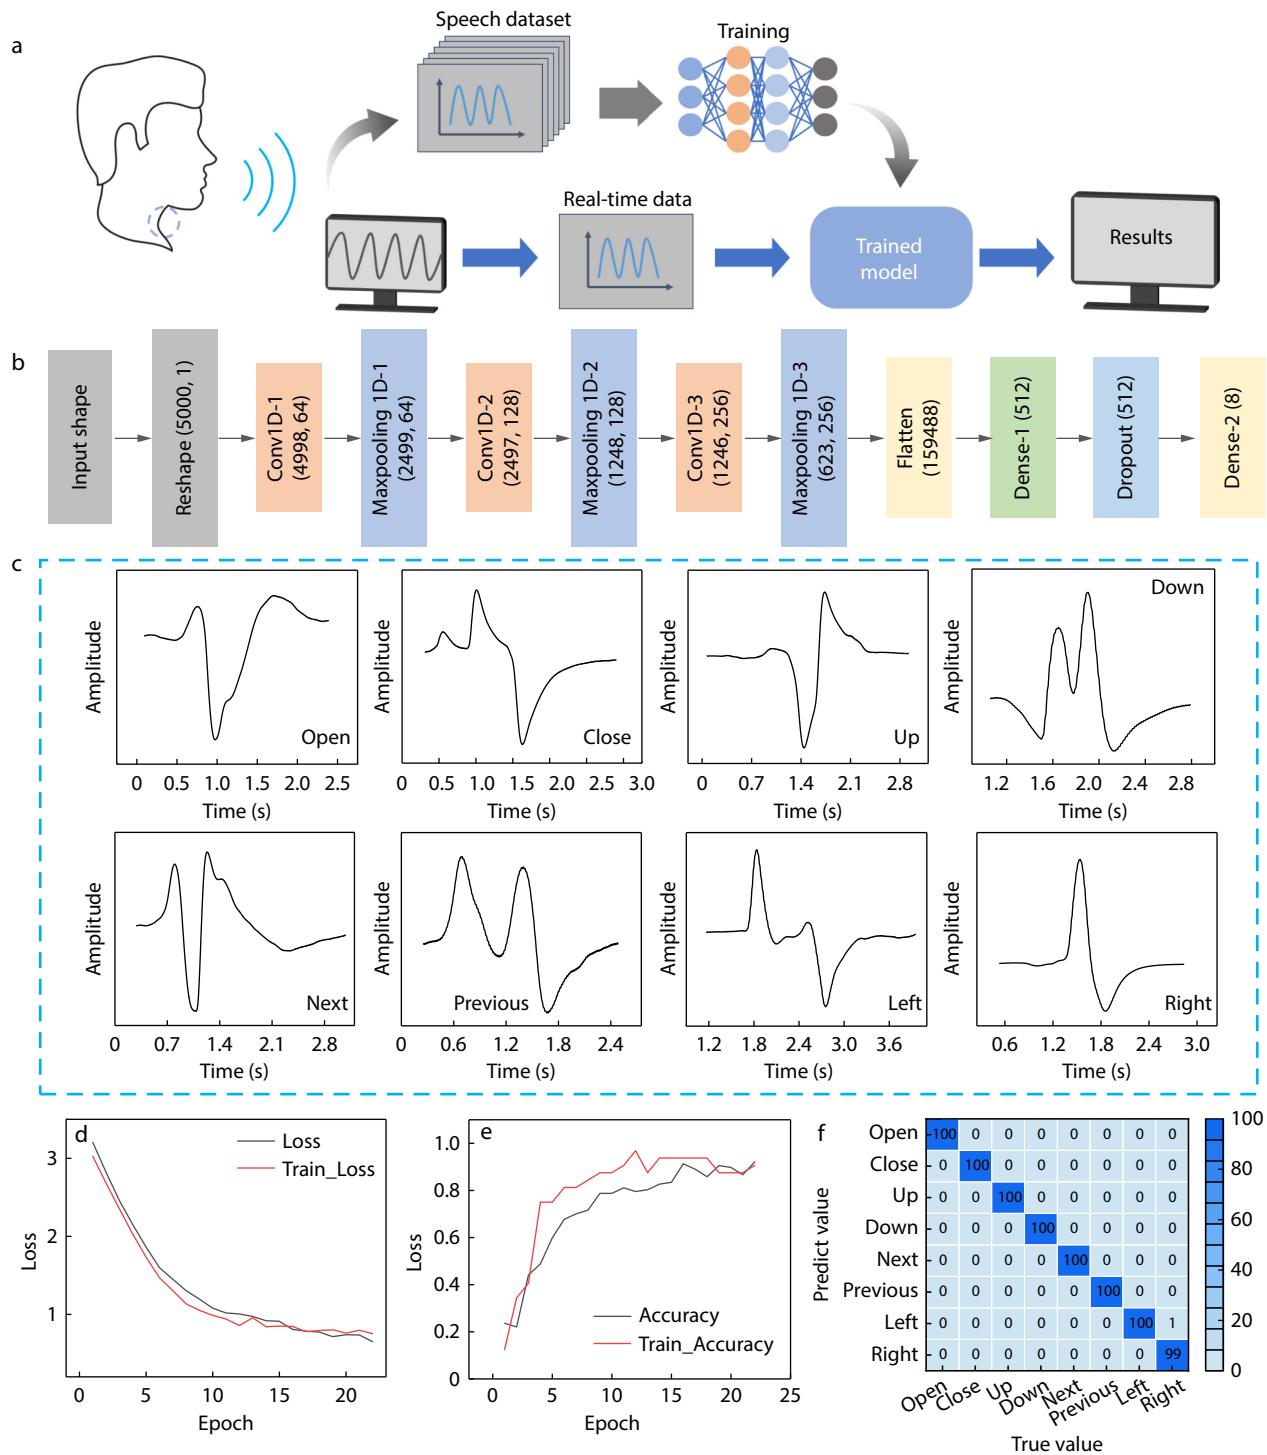 a
Speech dataset
Training
Real-time data
Trained
model
Results
b
Input shape
Reshape (5000, 1)
Conv1D-1
(4998, 64)
Maxpooling 1D-1
(2499, 64)
Conv1D-2
(2497, 128)
Maxpooling 1D-2
(1248, 128)
Conv1D-3
(1246, 256)
Maxpooling 1D-3
(623, 256)
Flatten
(159488)
Dense-1 (512)
Dropout (512)
Dense-2 (8)
c
Amplitude
Open
0 0.5 1.0 1.5 2.0 2.5
Time (s)
Amplitude
Close
0 0.5 1.0 1.5 2.0 2.5 3.0
Time (s)
Amplitude
Up
0 0.7 1.4 2.1 2.8
Time (s)
Amplitude
Down
1.2 1.6 2.0 2.4 2.8
Time (s)
Amplitude
Next
0 0.7 1.4 2.1 2.8
Time (s)
Amplitude
Previous
0 0.6 1.2 1.8 2.4
Time (s)
Amplitude
Left
1.2 1.8 2.4 3.0 3.6
Time (s)
Amplitude
Right
0.6 1.2 1.8 2.4 3.0
Time (s)
d
Loss
Train_Loss
3
2
1
Loss
0 5 10 15 20
Epoch
e
1.0
0.8
0.6
0.4
0.2
0
Loss
Accuracy
Train_Accuracy
0 5 10 15 20 25
Epoch
f
Predict value
Open 100 0 0 0 0 0 0 0
Close 0 100 0 0 0 0 0 0
Up 0 0 100 0 0 0 0 0
Down 0 0 0 100 0 0 0 0
Next 0 0 0 0 100 0 0 0
Previous 0 0 0 0 0 100 0 0
Left 0 0 0 0 0 0 100 1
Right 0 0 0 0 0 0 0 99
Open Close Up Down Next Previous Left Right
True value
100
80
60
40
20
0